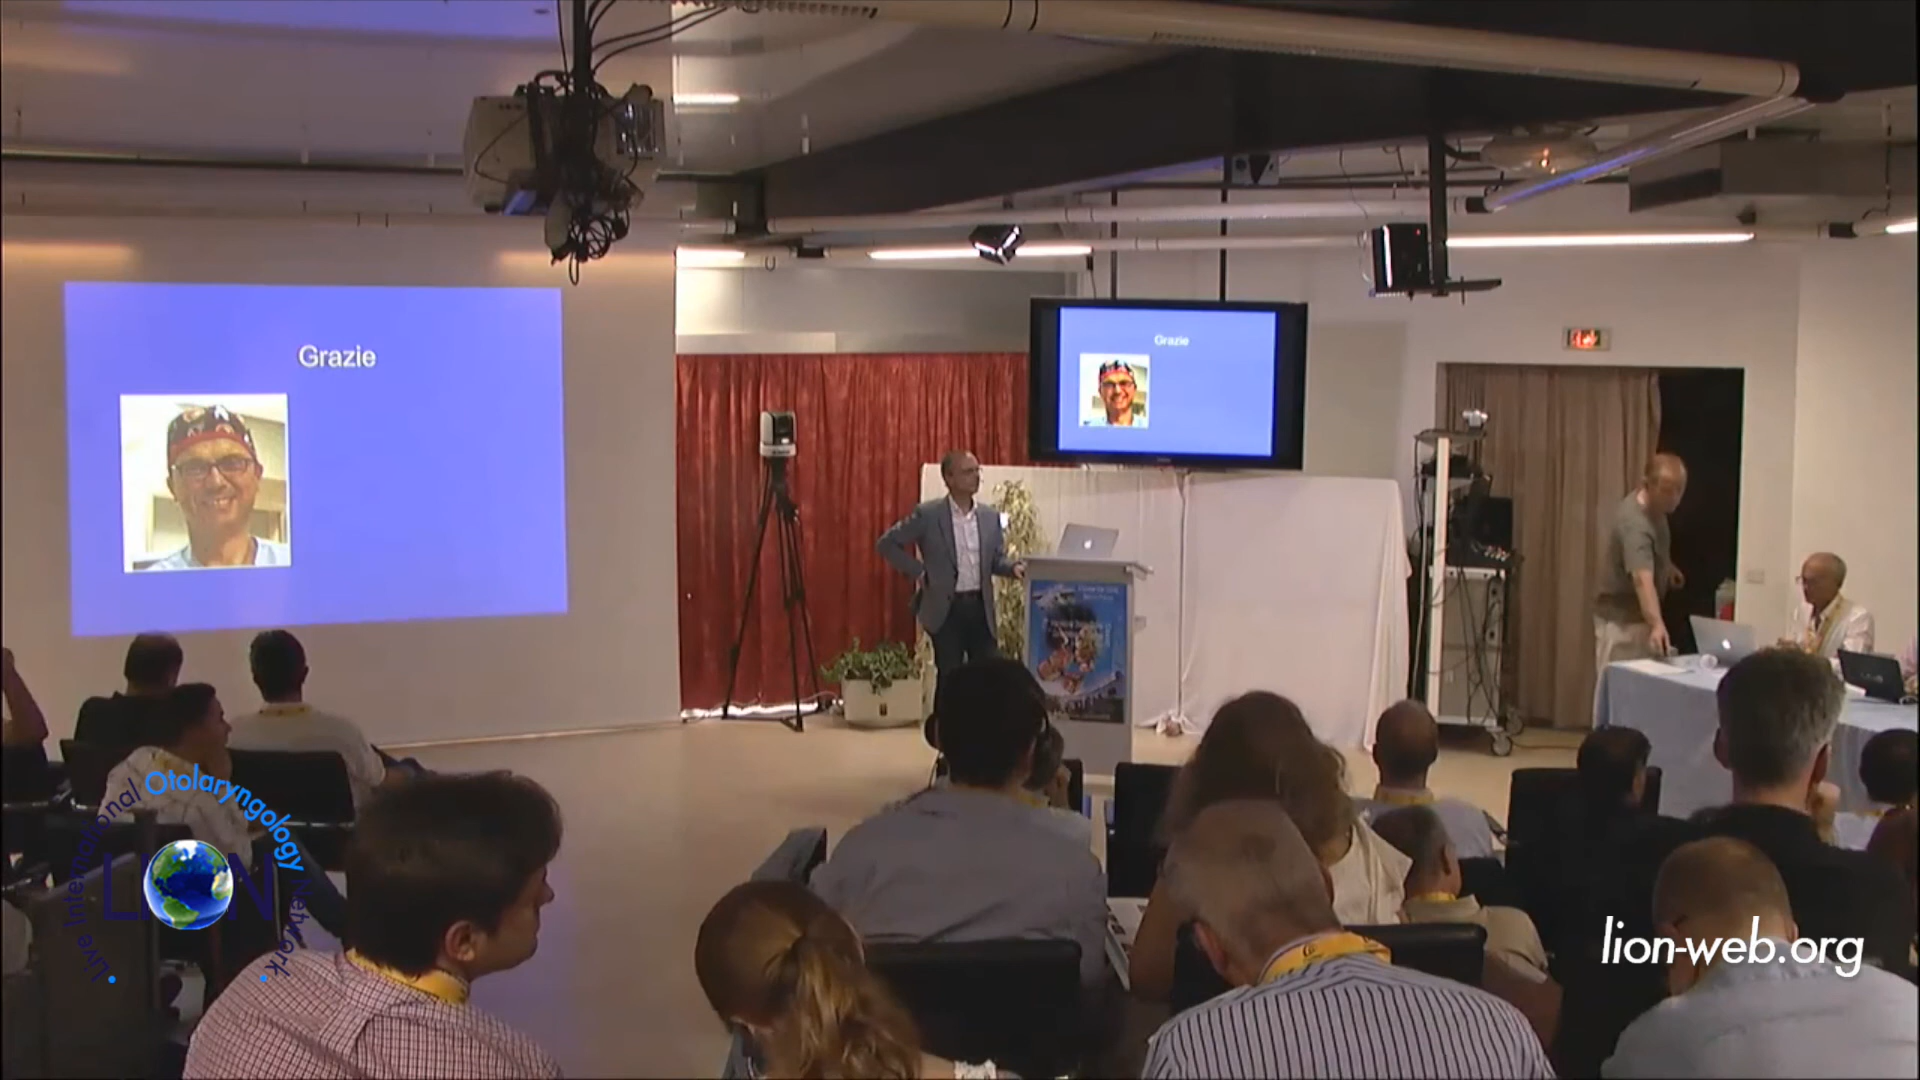 Grazie
Grazie
Live International Otolaryngology Network
LION
lion-web.org